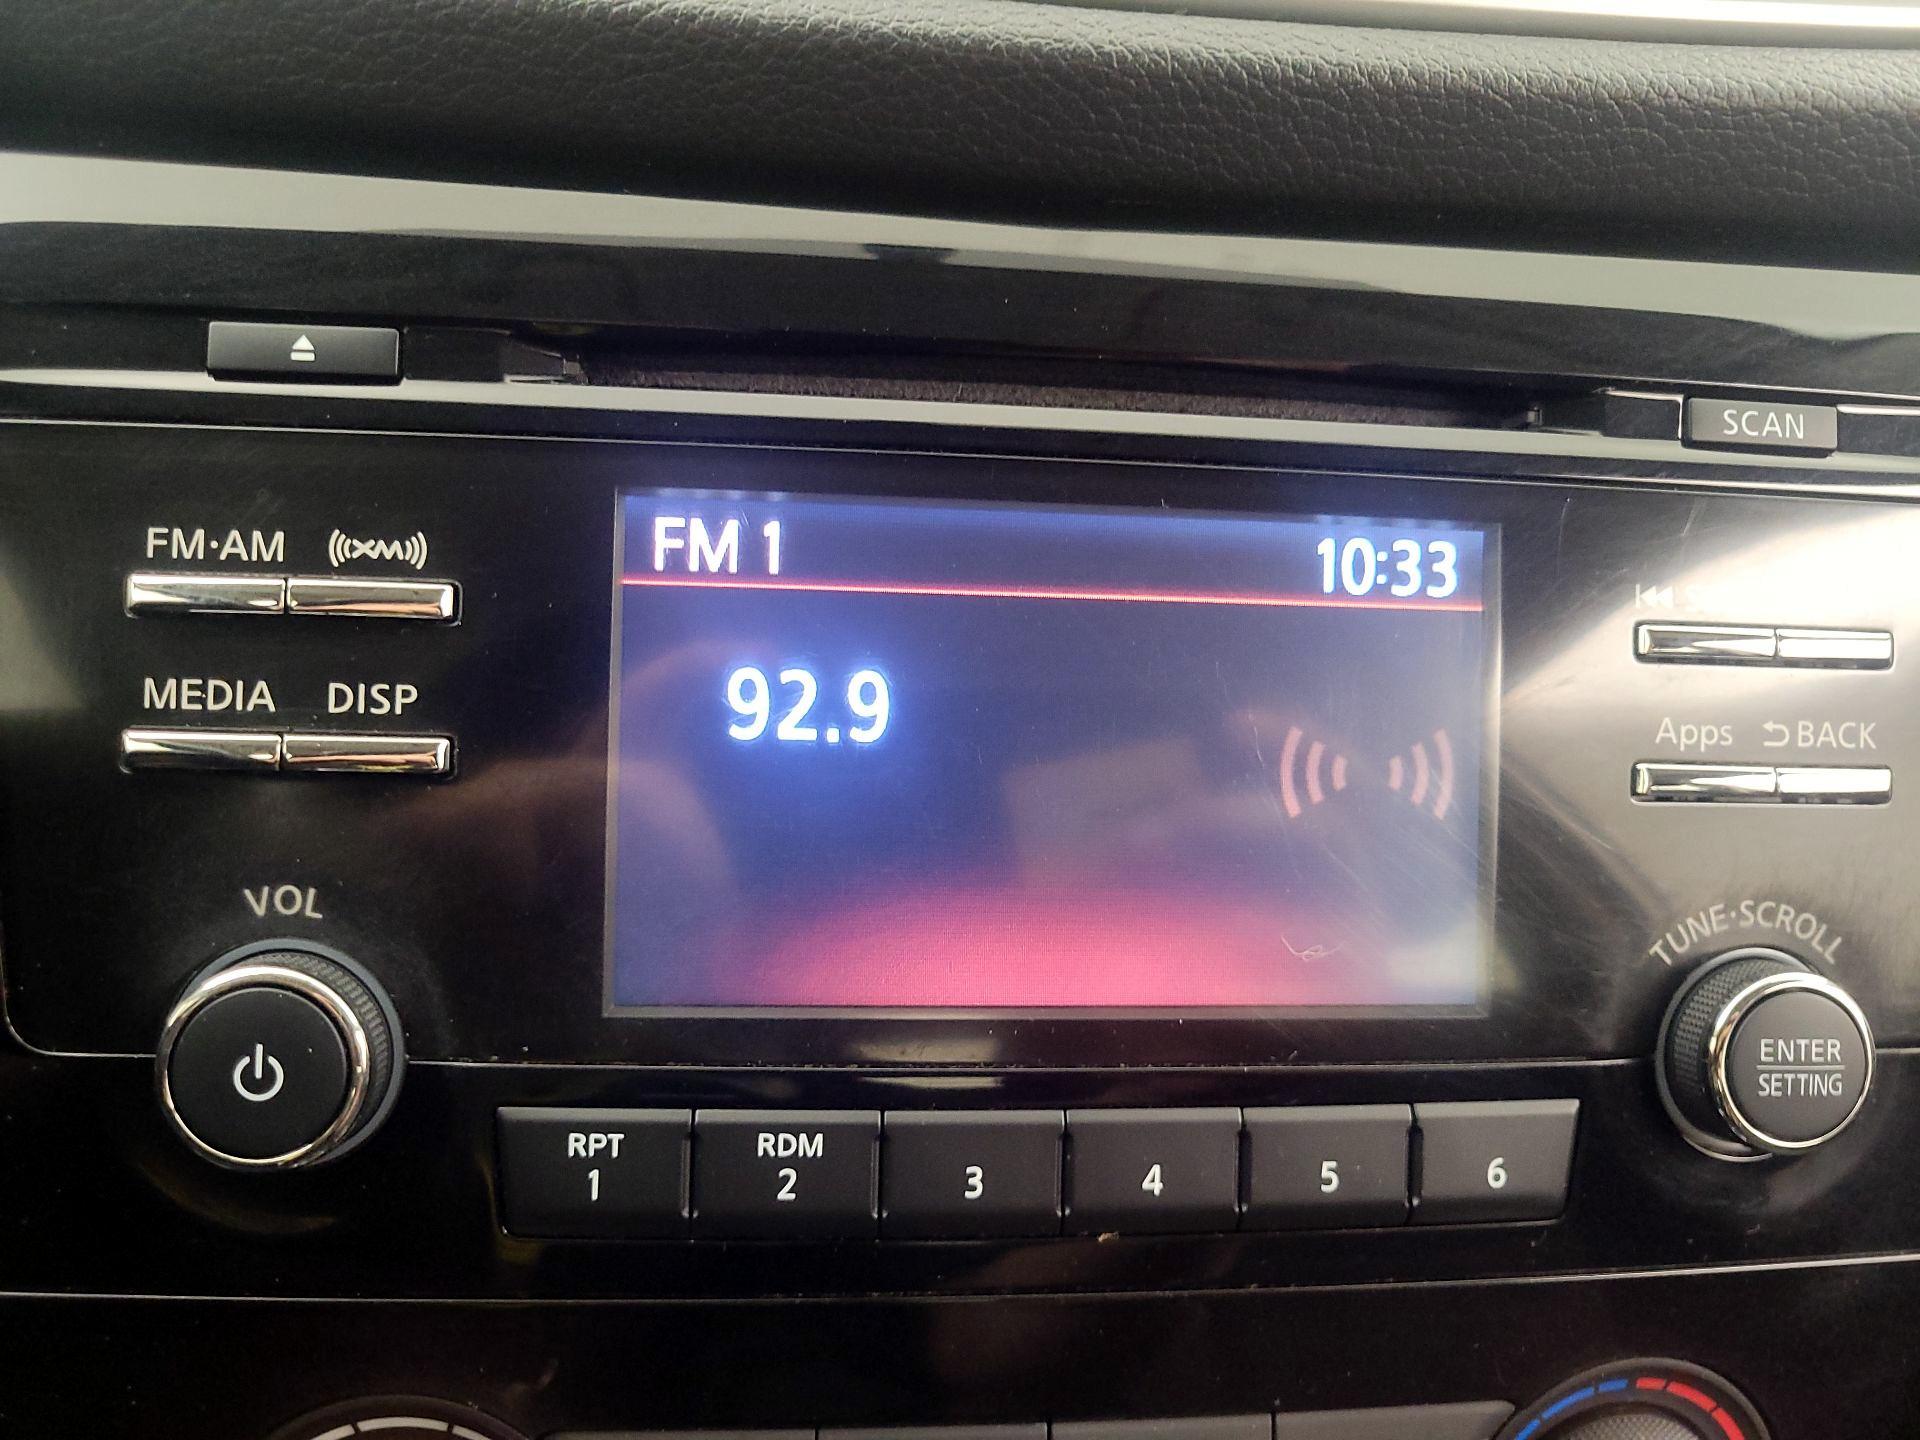 SCAN
FM·AM XM
FM 1 10:33
MEDIA DISP
92.9
Apps BACK
VOL
TUNE·SCROLL
ENTER
SETTING
RPT
1
RDM
2
3
4
5
6